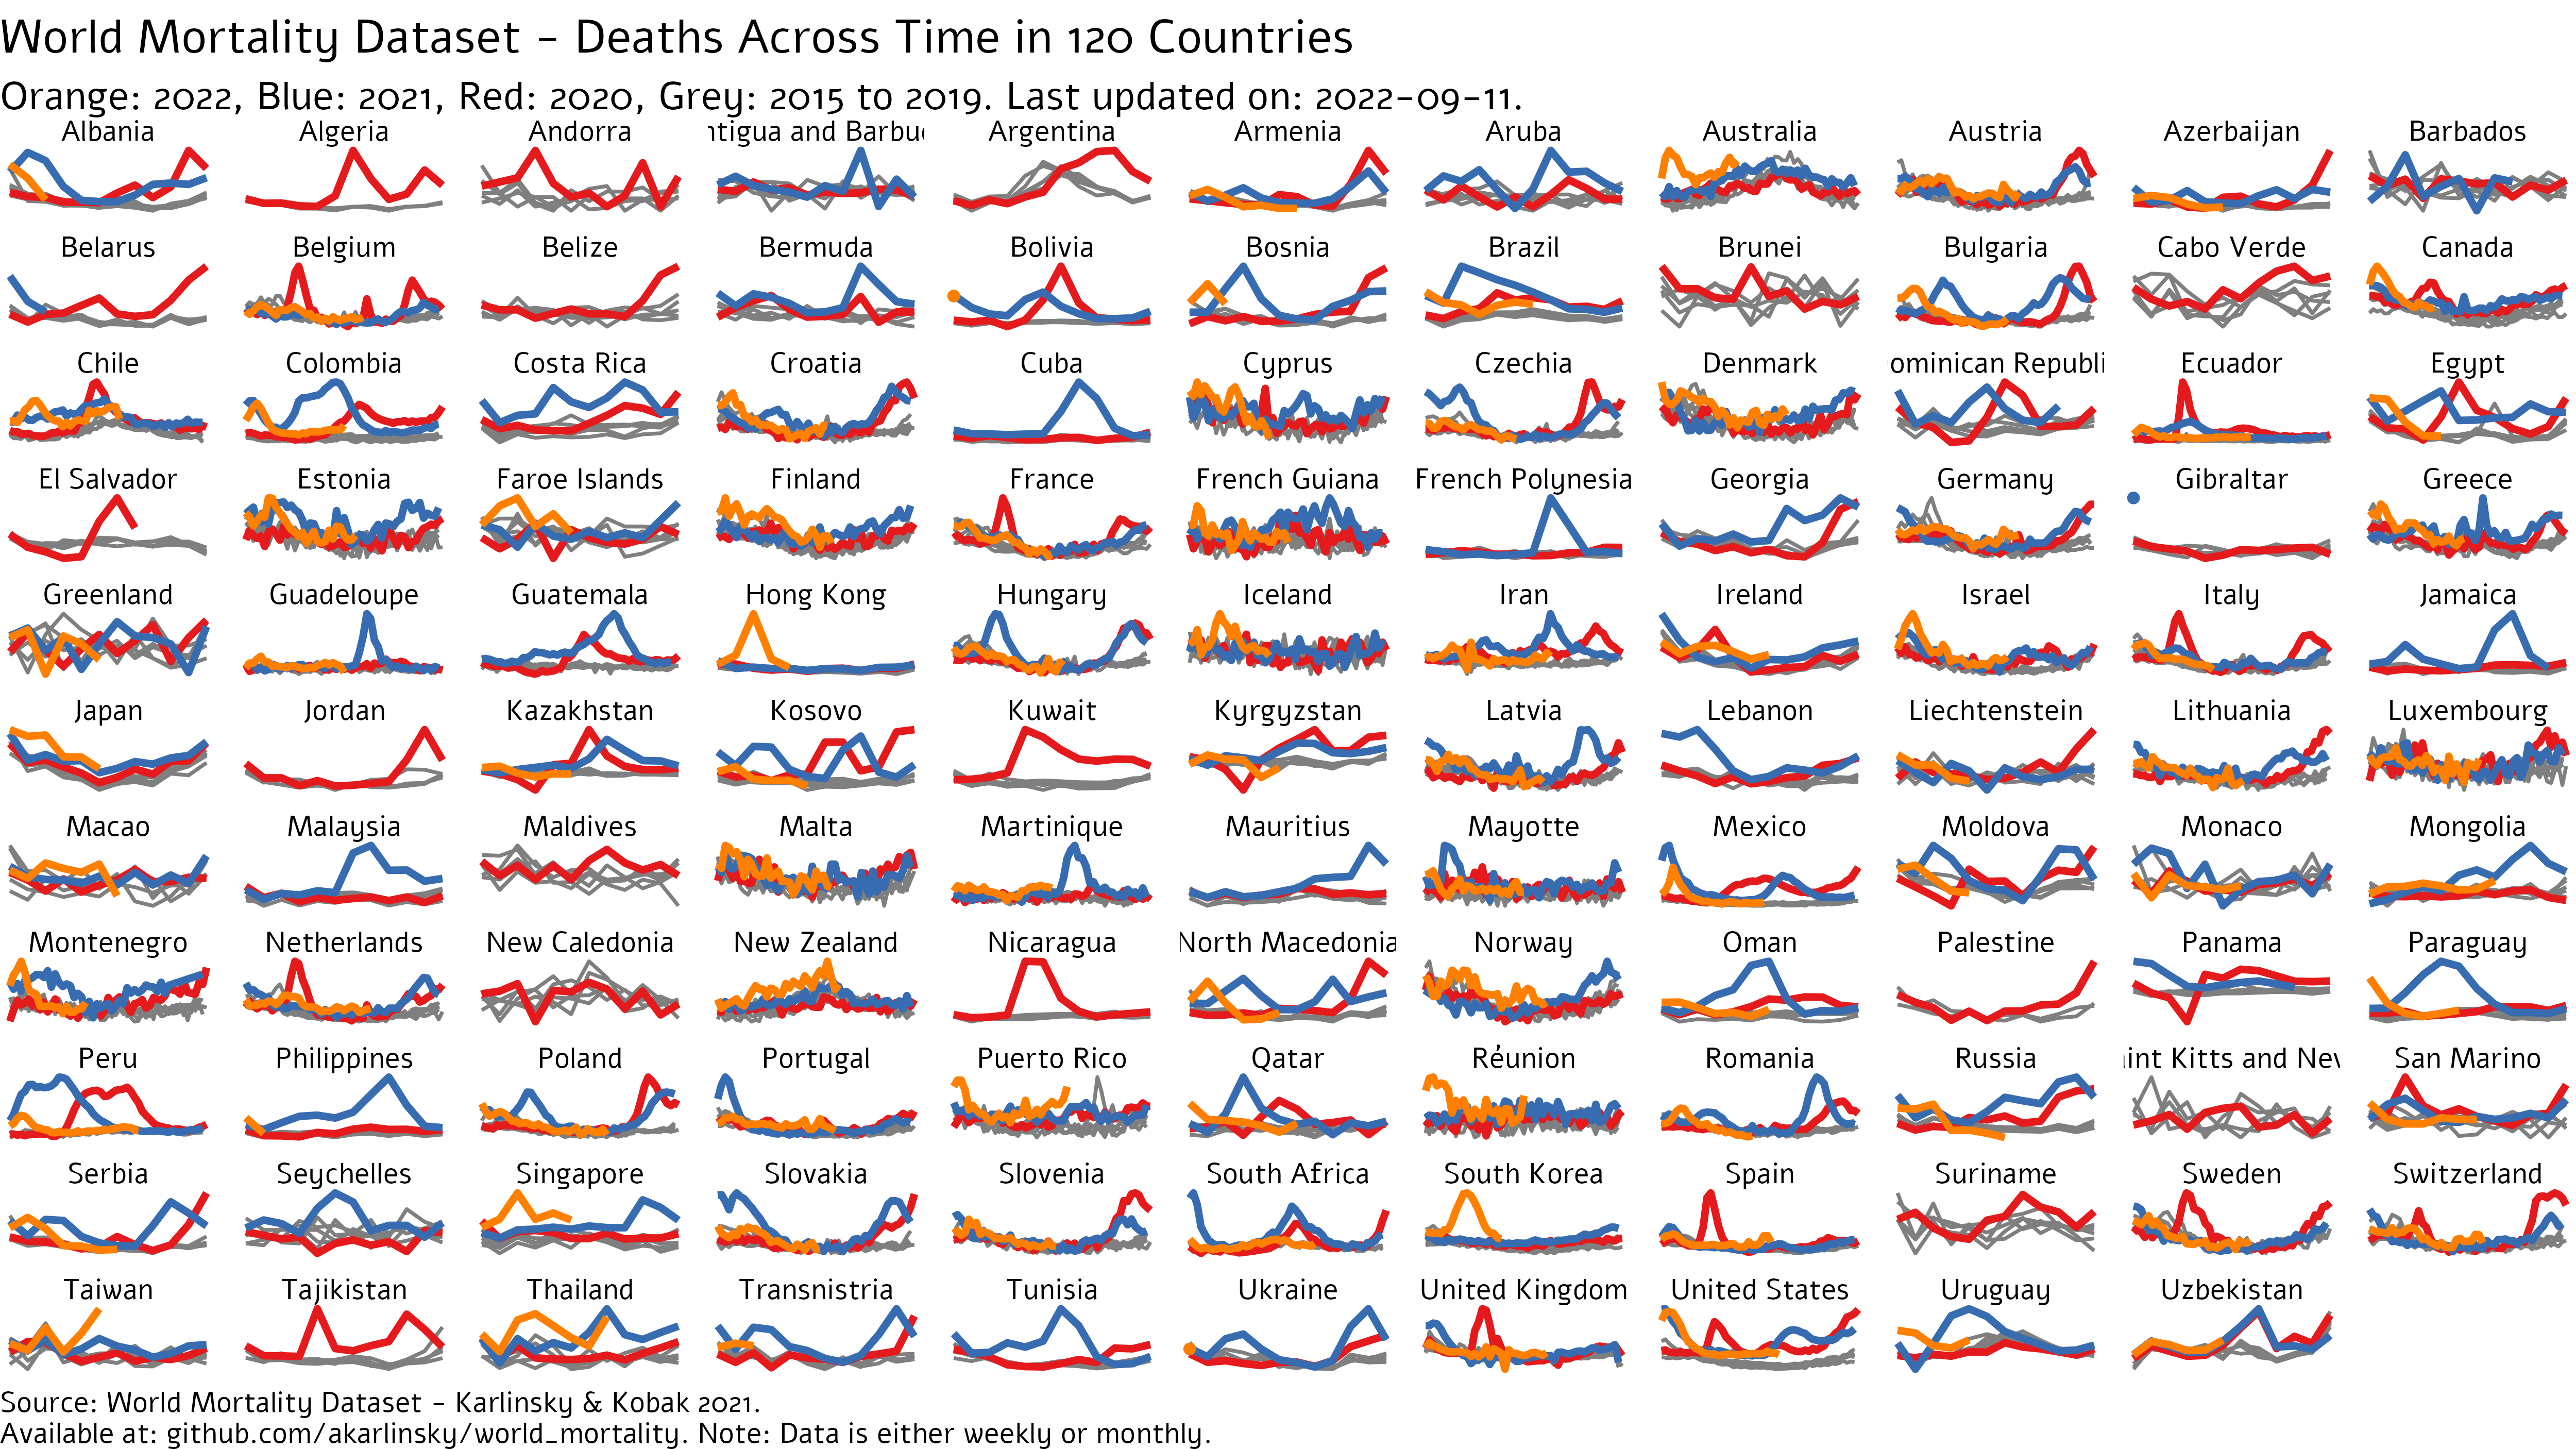 World Mortality Dataset - Deaths Across Time in 120 Countries
Orange: 2022, Blue: 2021, Red: 2020, Grey: 2015 to 2019. Last updated on: 2022-09-11.
Albania Algeria Andorra ntigua and Barbu Argentina Armenia Aruba Australia Austria Azerbaijan Barbados
Belarus Belgium Belize Bermuda Bolivia Bosnia Brazil Brunei Bulgaria Cabo Verde Canada
Chile Colombia Costa Rica Croatia Cuba Cyprus Czechia Denmark ominican Republi Ecuador Egypt
El Salvador Estonia Faroe Islands Finland France French Guiana French Polynesia Georgia Germany Gibraltar Greece
Greenland Guadeloupe Guatemala Hong Kong Hungary Iceland Iran Ireland Israel Italy Jamaica
Japan Jordan Kazakhstan Kosovo Kuwait Kyrgyzstan Latvia Lebanon Liechtenstein Lithuania Luxembourg
Macao Malaysia Maldives Malta Martinique Mauritius Mayotte Mexico Moldova Monaco Mongolia
Montenegro Netherlands New Caledonia New Zealand Nicaragua North Macedonia Norway Oman Palestine Panama Paraguay
Peru Philippines Poland Portugal Puerto Rico Qatar Réunion Romania Russia aint Kitts and Nev San Marino
Serbia Seychelles Singapore Slovakia Slovenia South Africa South Korea Spain Suriname Sweden Switzerland
Taiwan Tajikistan Thailand Transnistria Tunisia Ukraine United Kingdom United States Uruguay Uzbekistan
Source: World Mortality Dataset - Karlinsky & Kobak 2021.
Available at: github.com/akarlinsky/world_mortality. Note: Data is either weekly or monthly.